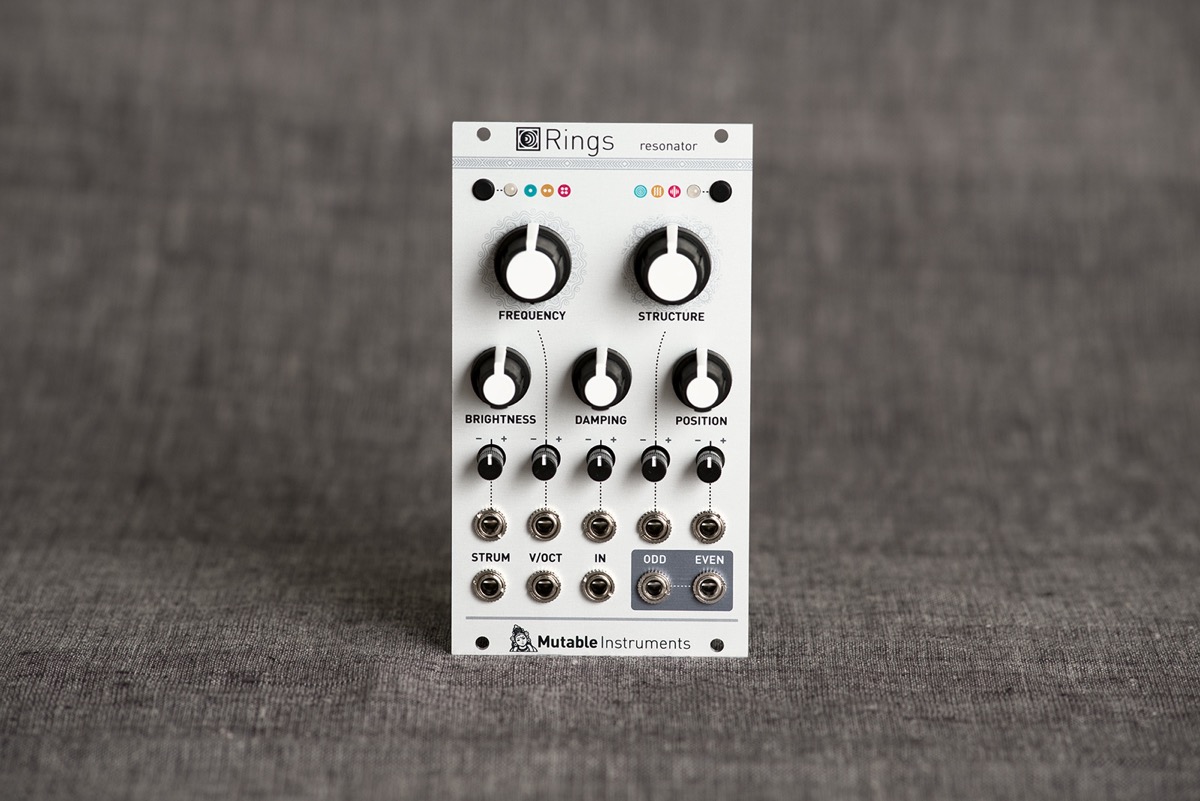 Rings resonator
FREQUENCY STRUCTURE
BRIGHTNESS DAMPING POSITION
- + - + - + - + - +
STRUM V/OCT IN ODD EVEN
Mutable Instruments